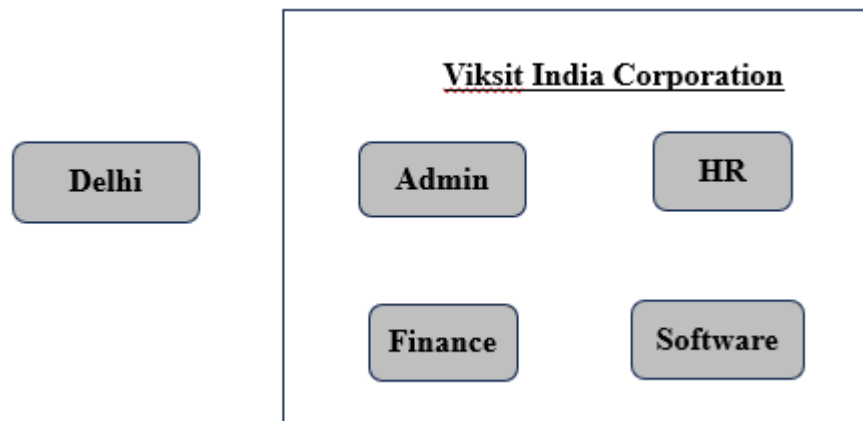 Viksit India Corporation
Delhi
Admin
HR
Finance
Software